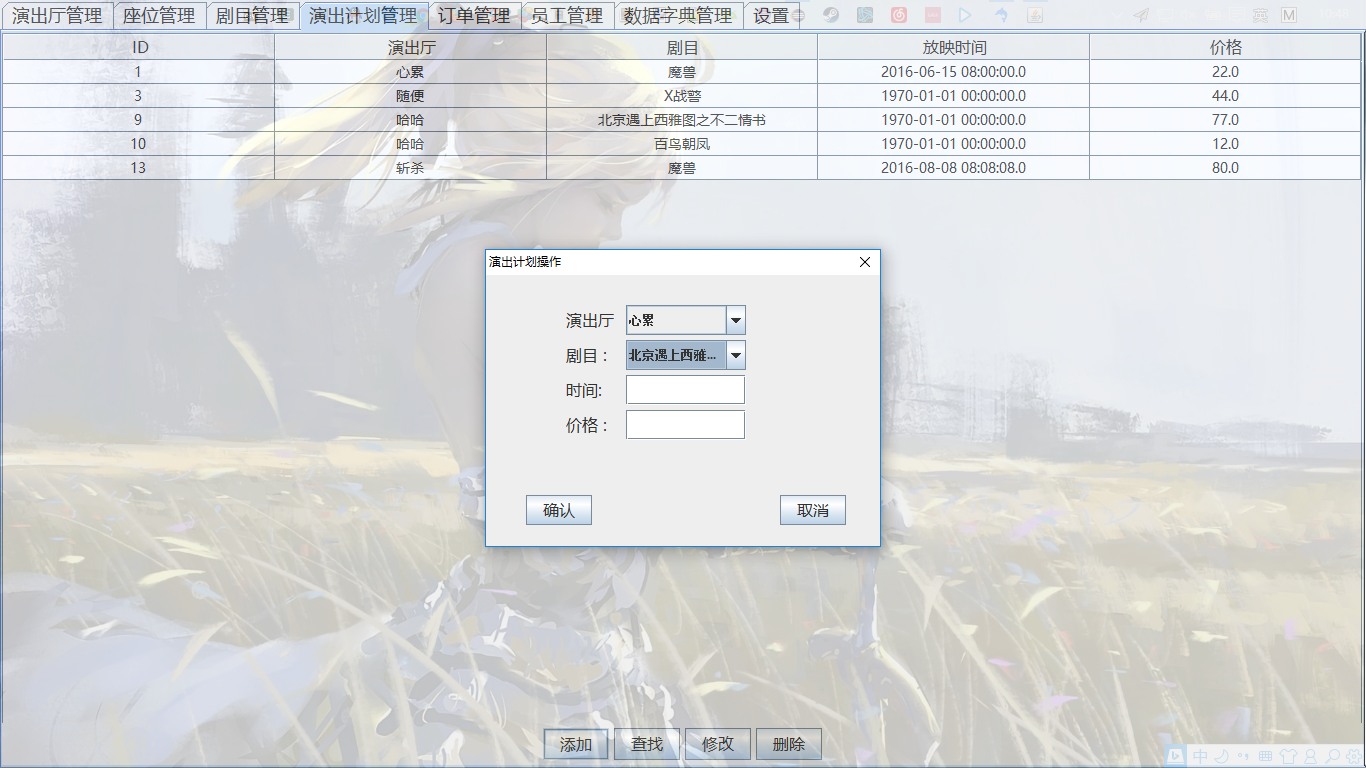 演出厅管理 座位管理 剧目管理 演出计划管理 订单管理 员工管理 数据字典管理 设置 英 M
ID 演出厅 剧目 放映时间 价格
1 心累 魔兽 2016-06-15 08:00:00.0 22.0
3 随便 X战警 1970-01-01 00:00:00.0 44.0
9 哈哈 北京遇上西雅图之不二情书 1970-01-01 00:00:00.0 77.0
10 哈哈 百鸟朝凤 1970-01-01 00:00:00.0 12.0
13 斩杀 魔兽 2016-08-08 08:08:08.0 80.0
演出计划操作
演出厅 心累
剧目： 北京遇上西雅...
时间:
价格：
确认 取消
添加 查找 修改 删除
中